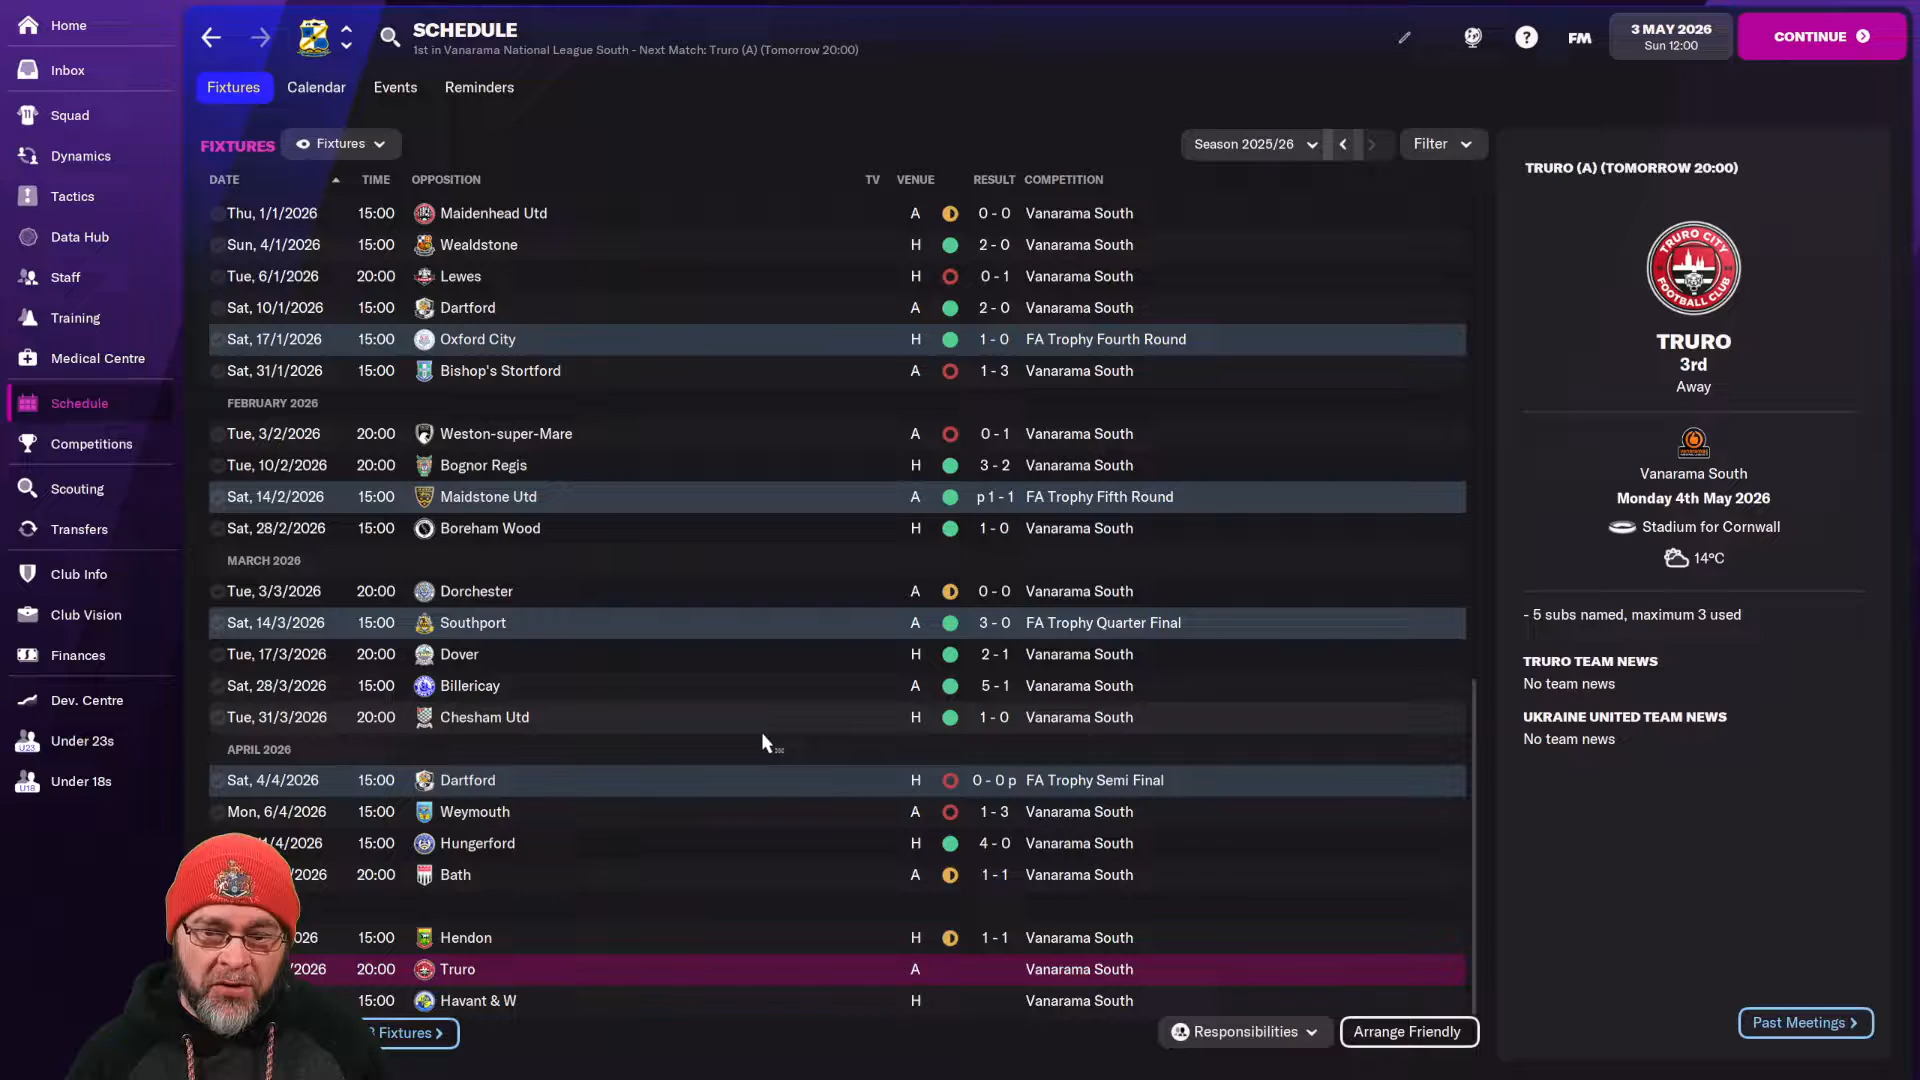 Home
Inbox
Squad
Dynamics
Tactics
Data Hub
Staff
Training
Medical Centre
Schedule
Competitions
Scouting
Transfers
Club Info
Club Vision
Finances
Dev. Centre
U23 Under 23s
U18 Under 18s
SCHEDULE
1st in Vanarama National League South - Next Match: Truro (A) (Tomorrow 20:00)
FM
3 MAY 2026
Sun 12:00
CONTINUE
Fixtures Calendar Events Reminders
FIXTURES Fixtures Season 2025/26 Filter
DATE TIME OPPOSITION TV VENUE RESULT COMPETITION
Thu, 1/1/2026 15:00 Maidenhead Utd A 0 - 0 Vanarama South
Sun, 4/1/2026 15:00 Wealdstone H 2 - 0 Vanarama South
Tue, 6/1/2026 20:00 Lewes H 0 - 1 Vanarama South
Sat, 10/1/2026 15:00 Dartford A 2 - 0 Vanarama South
Sat, 17/1/2026 15:00 Oxford City H 1 - 0 FA Trophy Fourth Round
Sat, 31/1/2026 15:00 Bishop's Stortford A 1 - 3 Vanarama South
FEBRUARY 2026
Tue, 3/2/2026 20:00 Weston-super-Mare A 0 - 1 Vanarama South
Tue, 10/2/2026 20:00 Bognor Regis H 3 - 2 Vanarama South
Sat, 14/2/2026 15:00 Maidstone Utd A p 1 - 1 FA Trophy Fifth Round
Sat, 28/2/2026 15:00 Boreham Wood H 1 - 0 Vanarama South
MARCH 2026
Tue, 3/3/2026 20:00 Dorchester A 0 - 0 Vanarama South
Sat, 14/3/2026 15:00 Southport A 3 - 0 FA Trophy Quarter Final
Tue, 17/3/2026 20:00 Dover H 2 - 1 Vanarama South
Sat, 28/3/2026 15:00 Billericay A 5 - 1 Vanarama South
Tue, 31/3/2026 20:00 Chesham Utd H 1 - 0 Vanarama South
APRIL 2026
Sat, 4/4/2026 15:00 Dartford H 0 - 0 p FA Trophy Semi Final
Mon, 6/4/2026 15:00 Weymouth A 1 - 3 Vanarama South
/4/2026 15:00 Hungerford H 4 - 0 Vanarama South
/2026 20:00 Bath A 1 - 1 Vanarama South
026 15:00 Hendon H 1 - 1 Vanarama South
/2026 20:00 Truro A Vanarama South
15:00 Havant & W H Vanarama South
Fixtures Responsibilities Arrange Friendly
TRURO (A) (TOMORROW 20:00)
TRURO CITY
FOOTBALL CLUB
TRURO
3rd
Away
Vanarama South
Monday 4th May 2026
Stadium for Cornwall
14°C
- 5 subs named, maximum 3 used
TRURO TEAM NEWS
No team news
UKRAINE UNITED TEAM NEWS
No team news
Past Meetings